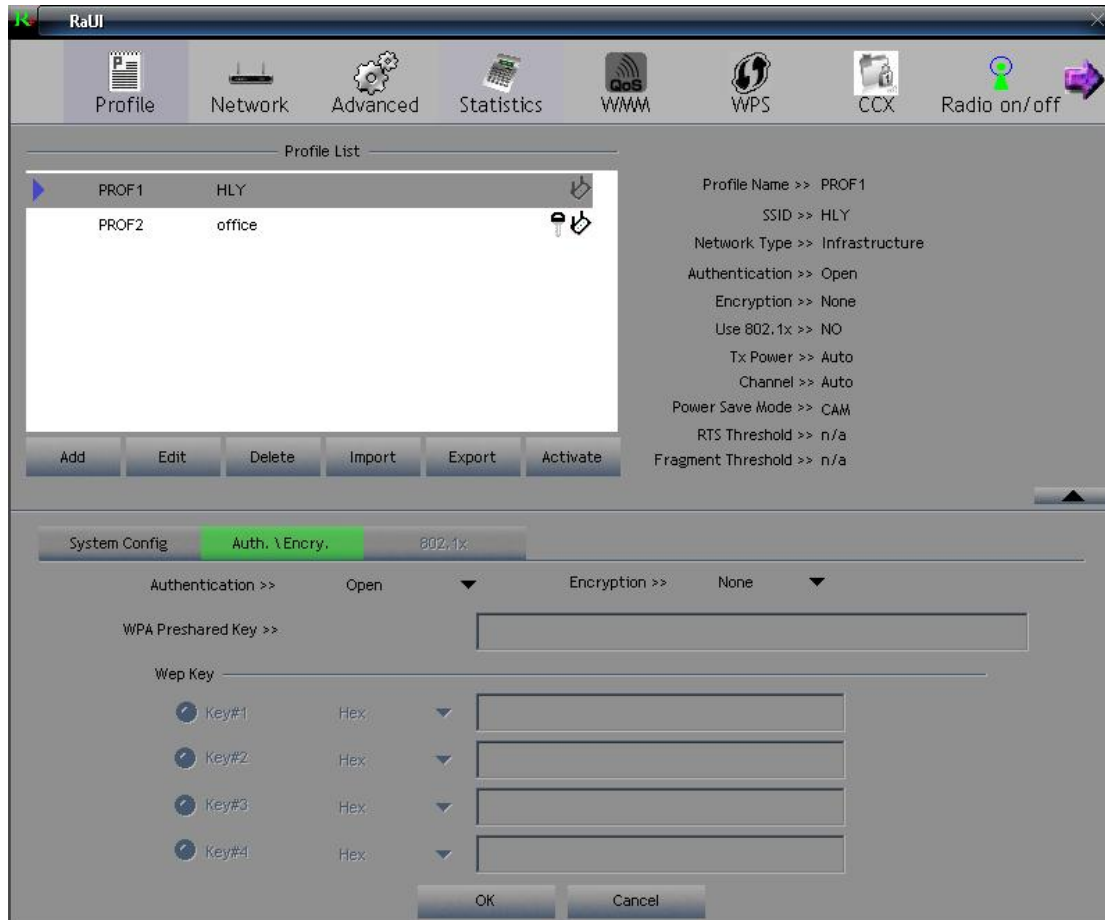 RaUI
Profile Network Advanced Statistics QoS WMM WPS CCX Radio on/off
Profile List
PROF1 HLY
PROF2 office
Add Edit Delete Import Export Activate
Profile Name >> PROF1
SSID >> HLY
Network Type >> Infrastructure
Authentication >> Open
Encryption >> None
Use 802.1x >> NO
Tx Power >> Auto
Channel >> Auto
Power Save Mode >> CAM
RTS Threshold >> n/a
Fragment Threshold >> n/a
System Config Auth. \ Encry. 802.1x
Authentication >> Open Encryption >> None
WPA Preshared Key >>
Wep Key
Key#1 Hex
Key#2 Hex
Key#3 Hex
Key#4 Hex
OK Cancel